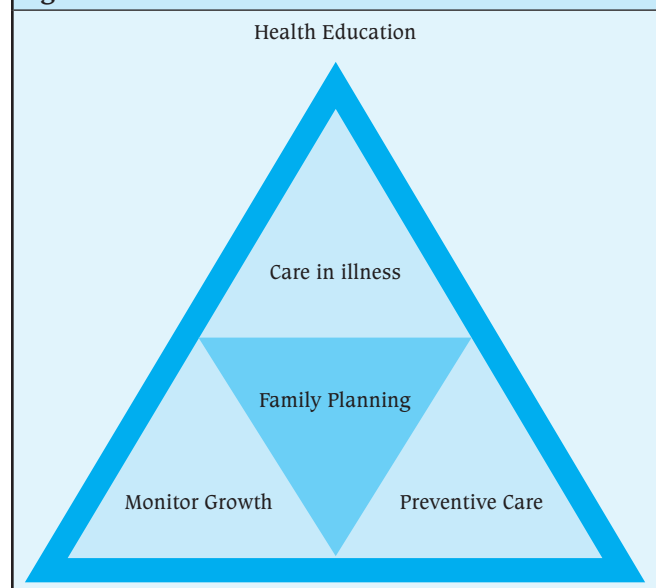 Health Education
Care in illness
Family Planning
Monitor Growth
Preventive Care